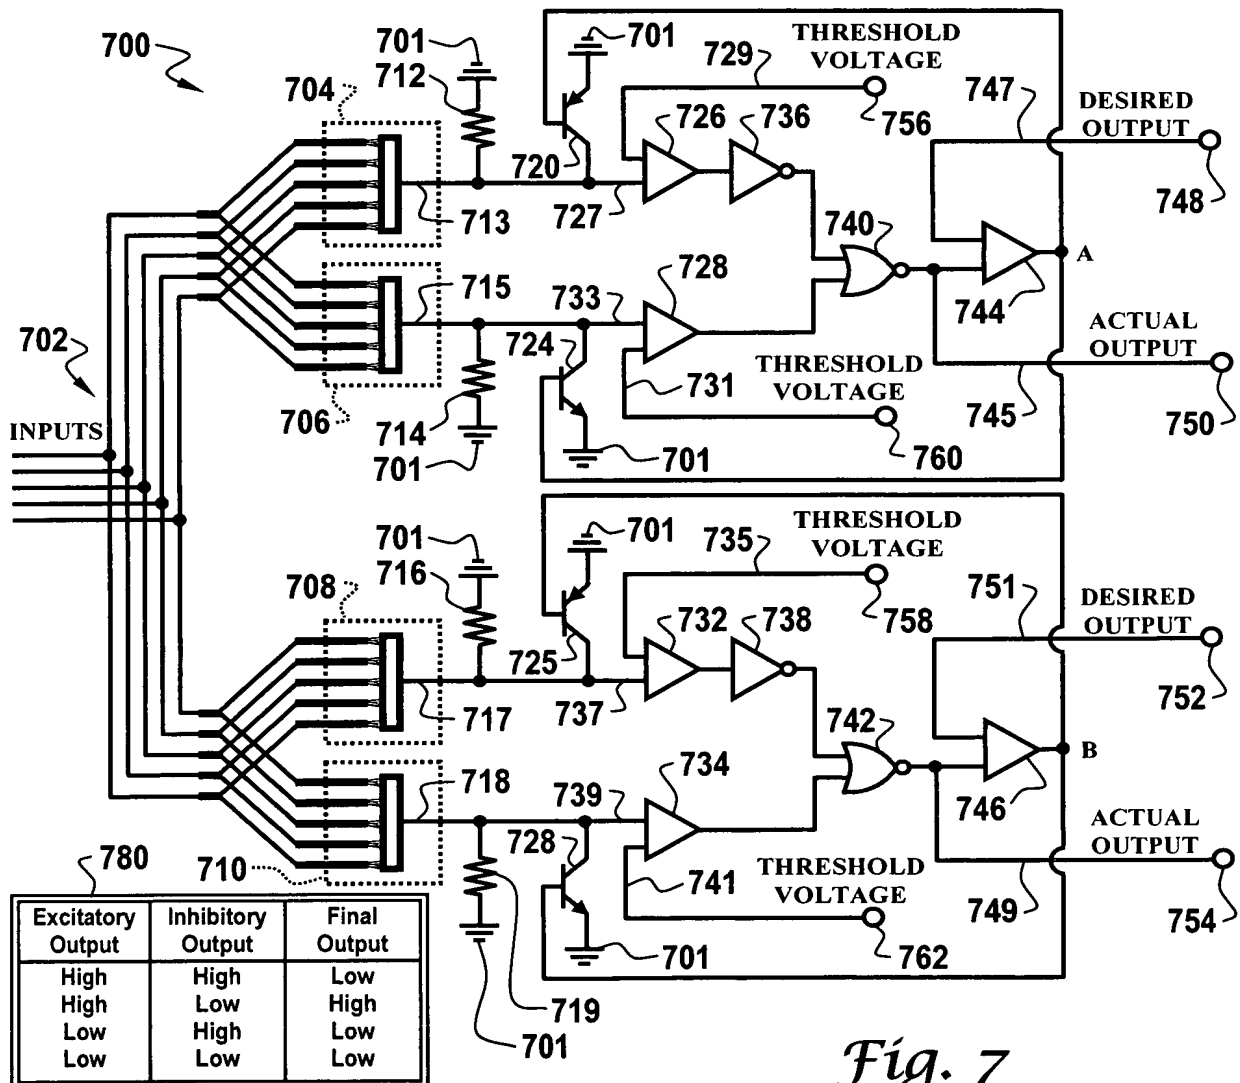 700
701
712
704
713
720
701
729
THRESHOLD
VOLTAGE
756
726
736
727
747
DESIRED
OUTPUT
748
740
728
744
A
ACTUAL
OUTPUT
745
750
702
INPUTS
715
733
724
731
THRESHOLD
VOLTAGE
760
706
714
701
701
701
716
708
717
725
701
735
THRESHOLD
VOLTAGE
758
732
738
737
751
DESIRED
OUTPUT
752
742
734
746
B
ACTUAL
OUTPUT
749
754
718
739
728
741
THRESHOLD
VOLTAGE
762
710
719
701
701
780
Excitatory Output Inhibitory Output Final Output
High High Low
High Low High
Low High Low
Low Low Low
Fig. 7